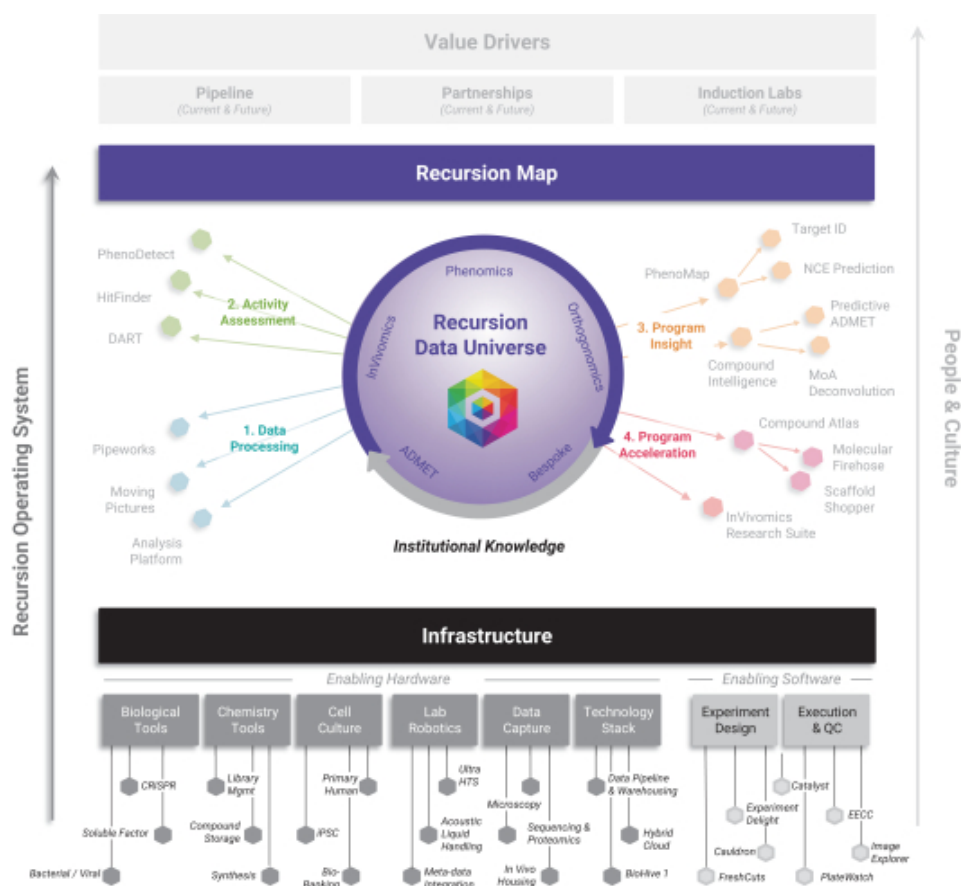 Value Drivers
Pipeline
(Current & Future)
Partnerships
(Current & Future)
Induction Labs
(Current & Future)
Recursion Map
Recursion Operating System
People & Culture
PhenoDetect
HitFinder
DART
2. Activity
Assessment
Pipeworks
Moving
Pictures
Analysis
Platform
1. Data
Processing
Phenomics
InVivomics
Orthogonomics
Recursion
Data Universe
ADMET
Bespoke
Institutional Knowledge
3. Program
Insight
PhenoMap
Target ID
NCE Prediction
Compound
Intelligence
Predictive
ADMET
MoA
Deconvolution
4. Program
Acceleration
Compound Atlas
Molecular
Firehose
Scaffold
Shopper
InVivomics
Research Suite
Infrastructure
Enabling Hardware
Enabling Software
Biological
Tools
Chemistry
Tools
Cell
Culture
Lab
Robotics
Data
Capture
Technology
Stack
Experiment
Design
Execution
& QC
CRISPR
Soluble Factor
Bacterial / Viral
Library
Mgmt
Compound
Storage
Synthesis
Primary
Human
iPSC
Bio-
Banking
Ultra
HTS
Acoustic
Liquid
Handling
Meta-data
Integration
Microscopy
Sequencing &
Proteomics
In Vivo
Housing
Data Pipeline
& Warehousing
Hybrid
Cloud
BioHive 1
Experiment
Delight
Cauldron
FreshCuts
Catalyst
EECC
Image
Explorer
PlateWatch